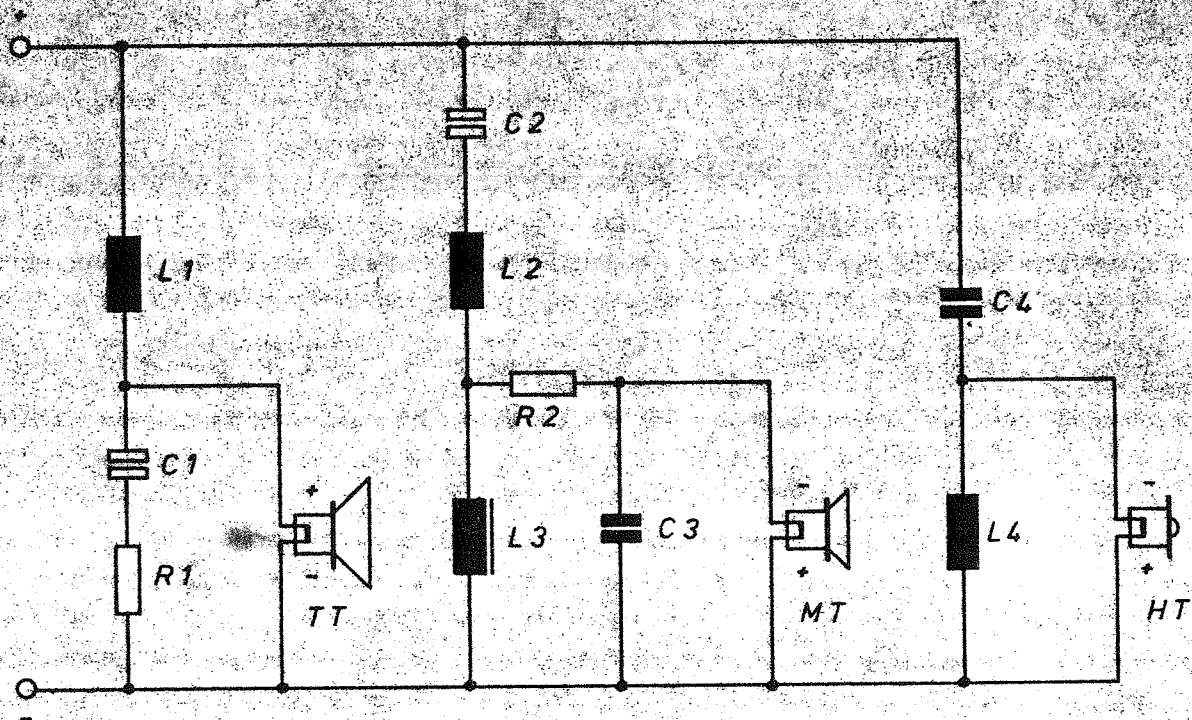 +
C2
L1
L2
C4
R2
C1
+
-
-
L3
C3
L4
R1
-
+
+
TT
MT
HT
-